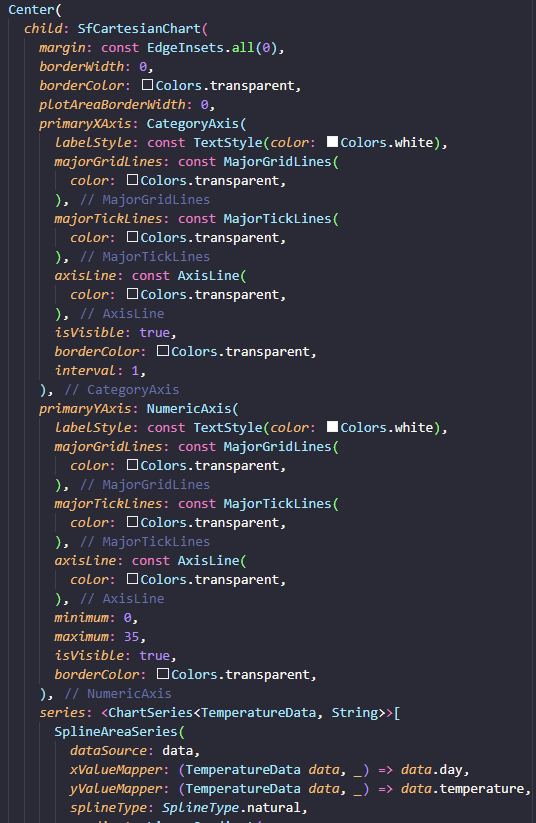 Center(
child: SfCartesianChart(
margin: const EdgeInsets.all(0),
borderWidth: 0,
borderColor: Colors.transparent,
plotAreaBorderWidth: 0,
primaryXAxis: CategoryAxis(
labelStyle: const TextStyle(color: Colors.white),
majorGridLines: const MajorGridLines(
color: Colors.transparent,
), // MajorGridLines
majorTickLines: const MajorTickLines(
color: Colors.transparent,
), // MajorTickLines
axisLine: const AxisLine(
color: Colors.transparent,
), // AxisLine
isVisible: true,
borderColor: Colors.transparent,
interval: 1,
), // CategoryAxis
primaryYAxis: NumericAxis(
labelStyle: const TextStyle(color: Colors.white),
majorGridLines: const MajorGridLines(
color: Colors.transparent,
), // MajorGridLines
majorTickLines: const MajorTickLines(
color: Colors.transparent,
), // MajorTickLines
axisLine: const AxisLine(
color: Colors.transparent,
), // AxisLine
minimum: 0,
maximum: 35,
isVisible: true,
borderColor: Colors.transparent,
), // NumericAxis
series: <ChartSeries<TemperatureData, String>>[
SplineAreaSeries(
dataSource: data,
xValueMapper: (TemperatureData data, _) => data.day,
yValueMapper: (TemperatureData data, _) => data.temperature,
splineType: SplineType.natural,